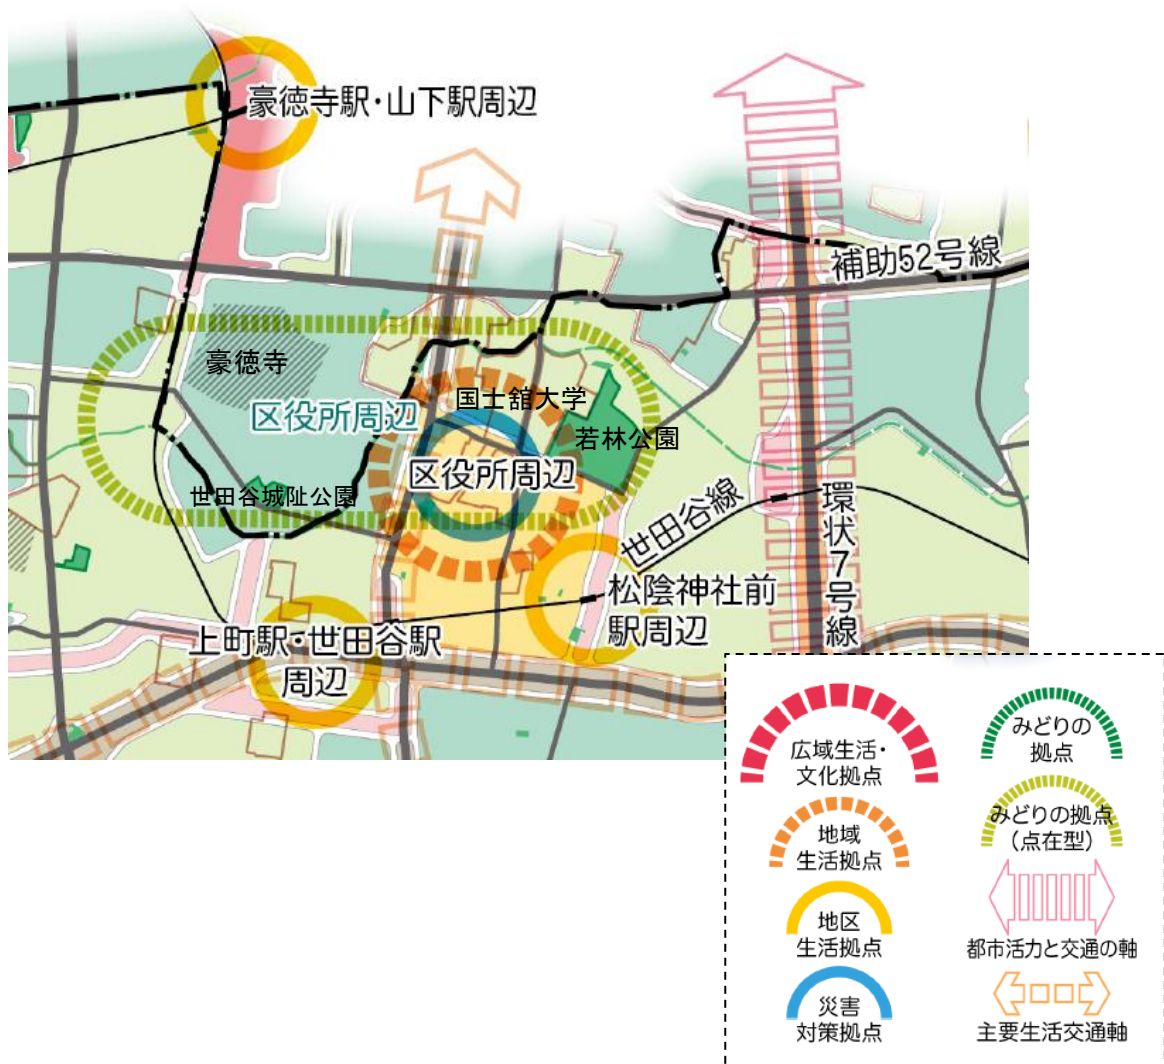 豪徳寺駅・山下駅周辺
補助52号線
豪徳寺
国士舘大学
区役所周辺
若林公園
区役所周辺
世田谷城阯公園
世田谷線
環状7号線
松陰神社前
駅周辺
上町駅・世田谷駅
周辺
広域生活・
文化拠点
地域
生活拠点
地区
生活拠点
災害
対策拠点
みどりの
拠点
みどりの拠点
（点在型）
都市活力と交通の軸
主要生活交通軸